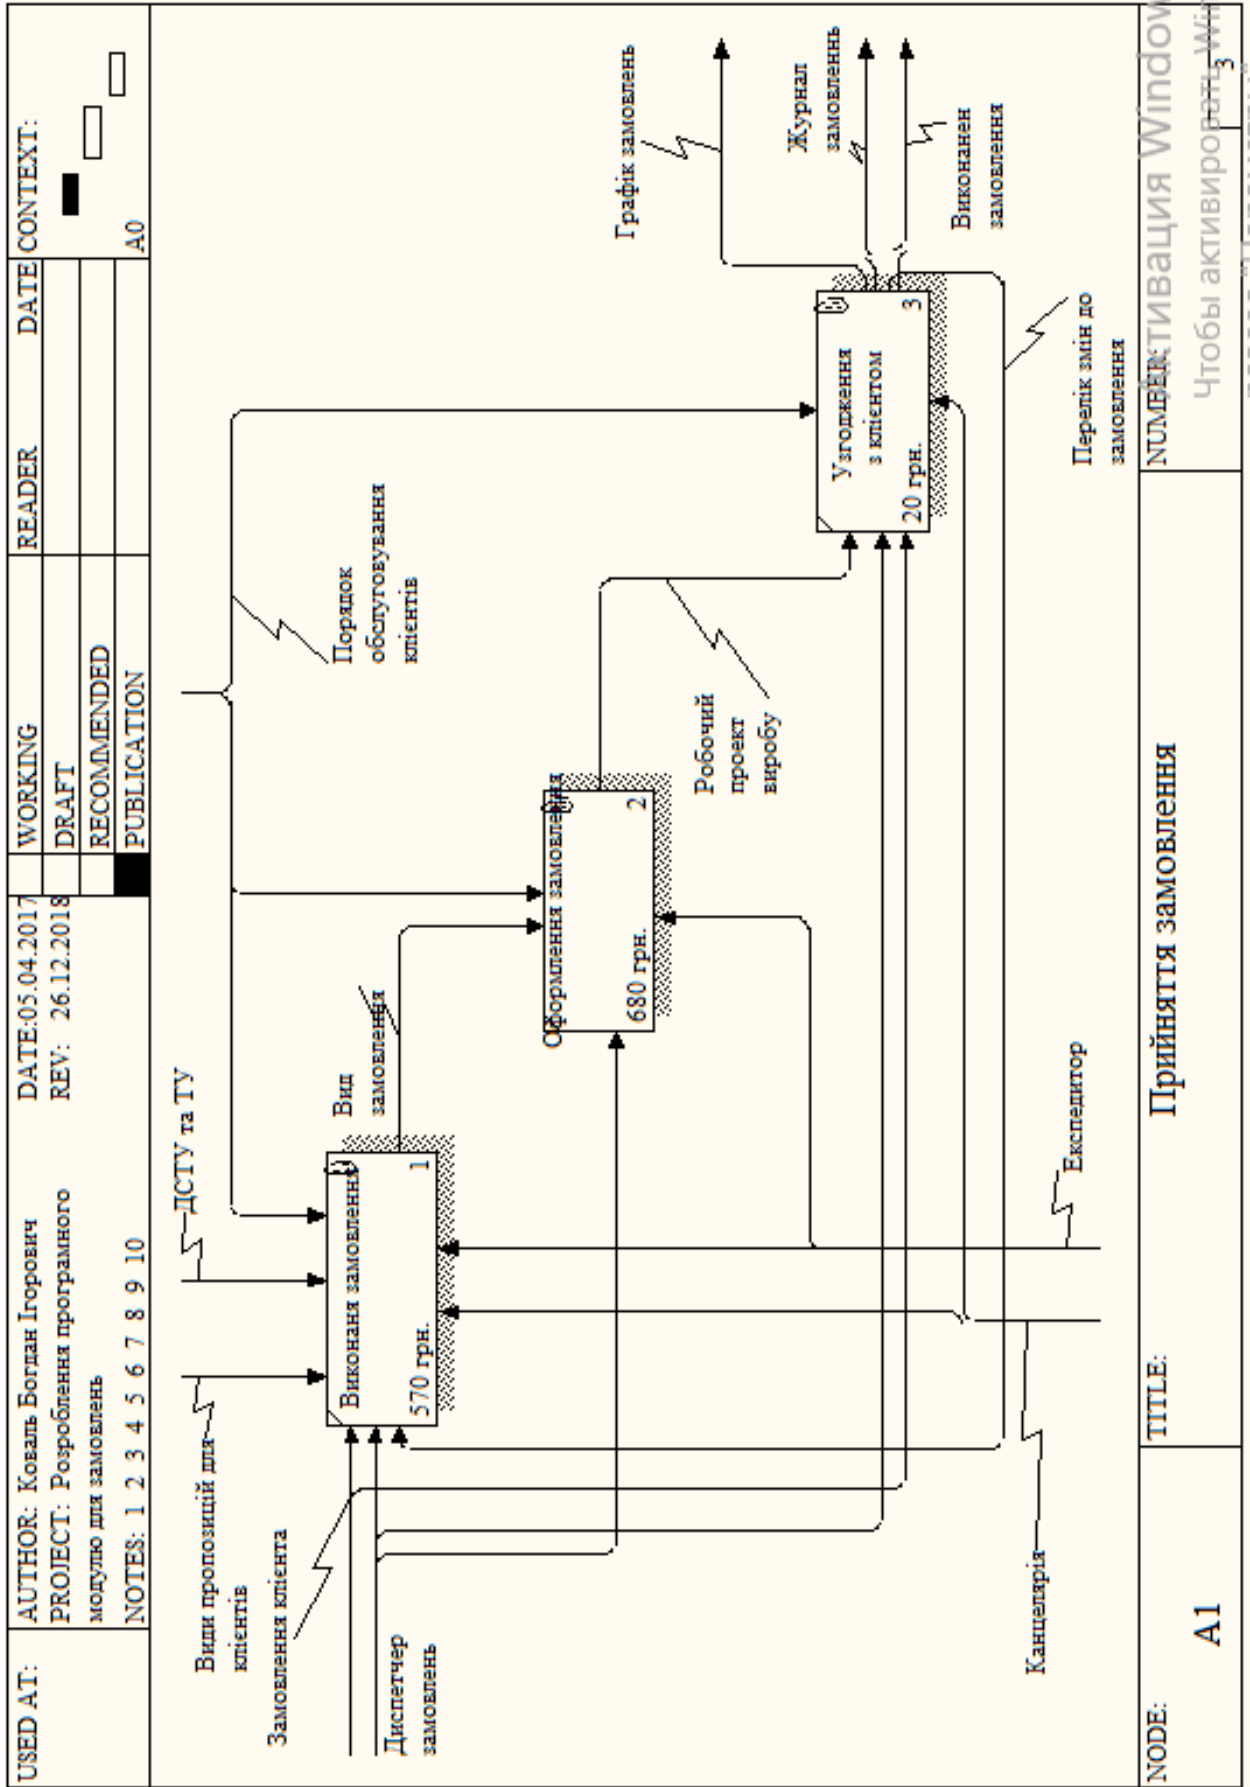 USED AT:
AUTHOR: Коваль Богдан Ігорович
DATE:05.04.2017
PROJECT: Розроблення програмного
модулю для замовлень
REV: 26.12.2018
NOTES: 1 2 3 4 5 6 7 8 9 10
WORKING
DRAFT
RECOMMENDED
PUBLICATION
READER
DATE
CONTEXT:
A0
Види пропозицій для
клієнтів
ДСТУ та ТУ
Порядок
обслуговування
клієнтів
Замовлення клієнта
Диспетчер
замовлень
Виконаня замовлення
570 грн.
1
Вид
замовлення
Оформлення замовлення
680 грн.
2
Робочий
проект
виробу
Узгодження
з клієнтом
20 грн.
3
Графік замовлень
Журнал
замовленнь
Виконанен
замовлення
Перелік змін до
замовлення
Експедитор
Канцелярія
NODE:
A1
TITLE:
Прийняття замовлення
NUMBER:
3
Активация Window
Чтобы активировать Win